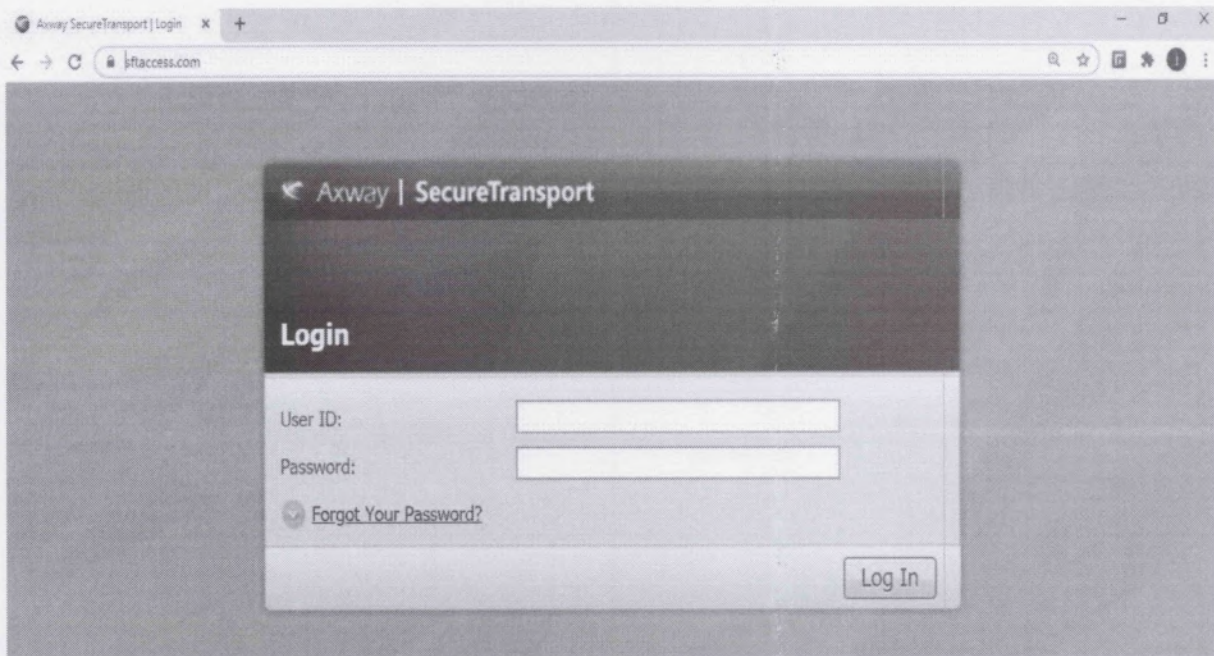 Axway SecureTransport | Login
sftaccess.com
Axway | SecureTransport
Login
User ID:
Password:
Forgot Your Password?
Log In